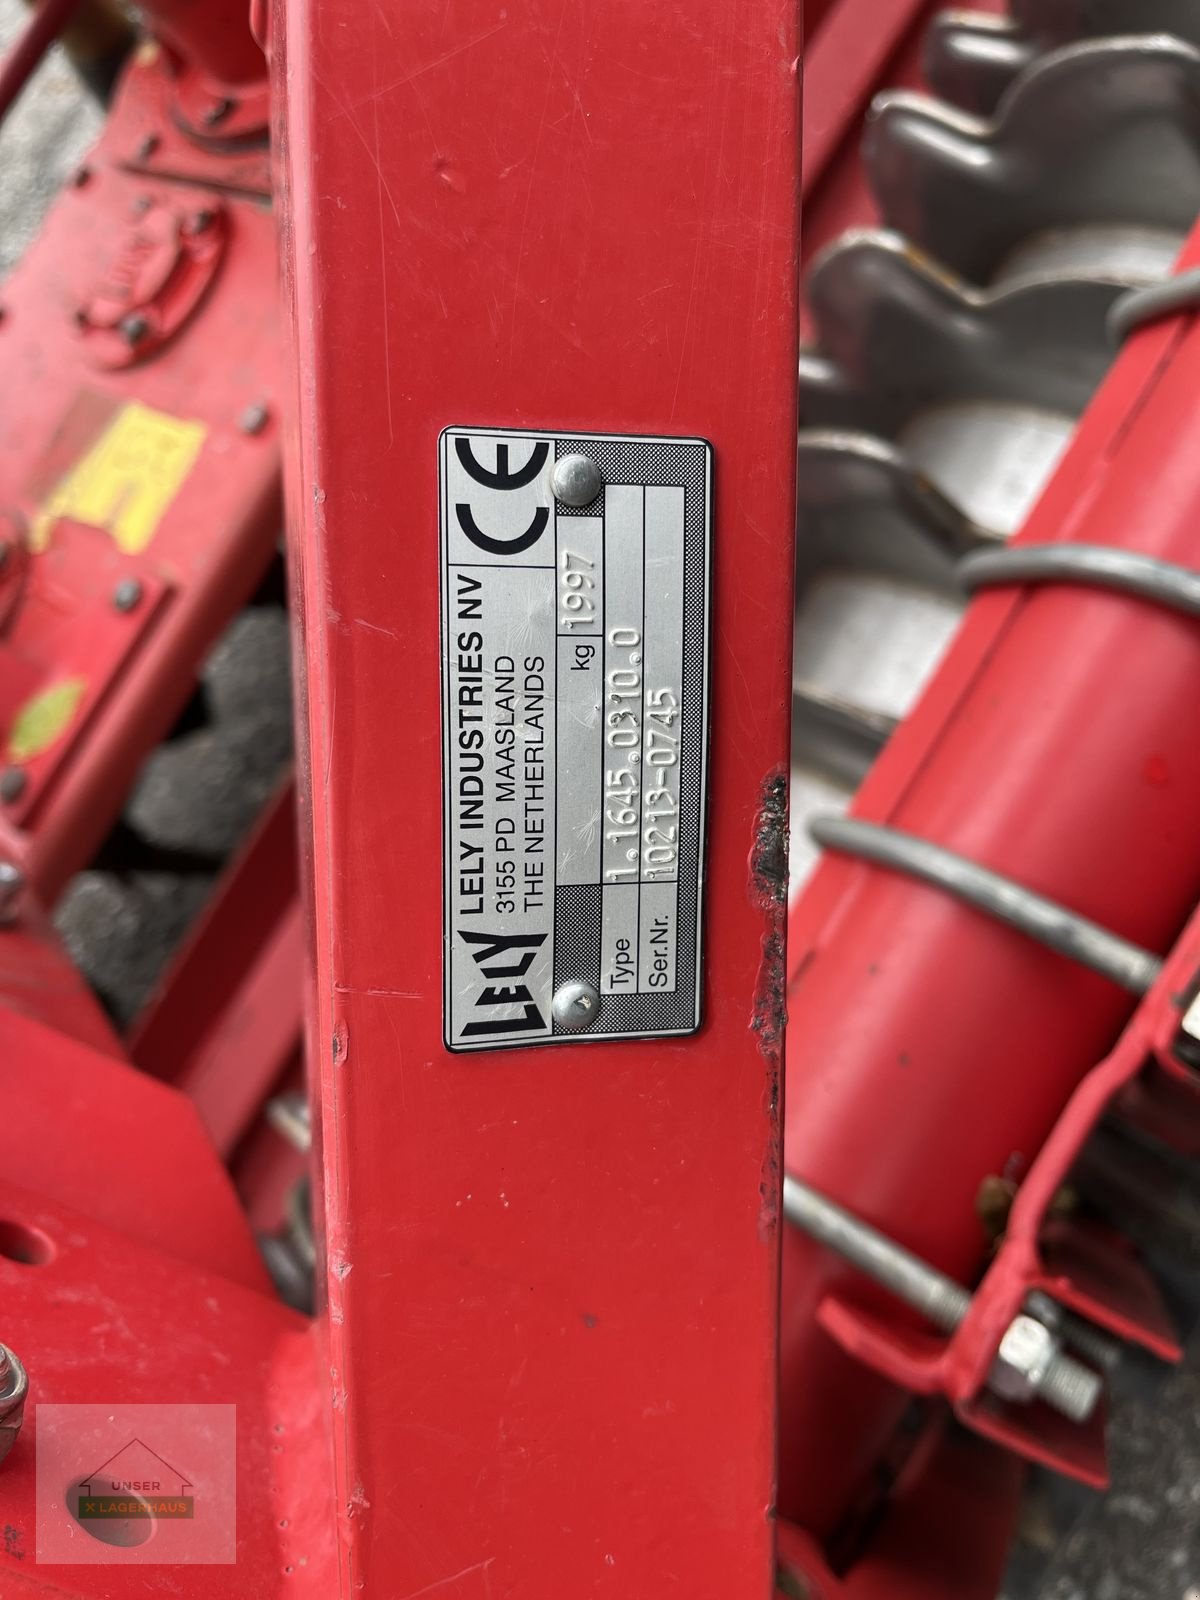 LELY
LELY INDUSTRIES NV
3155 PD MAASLAND
THE NETHERLANDS
CE
kg 1997
Type 1.1645.0310.0
Ser.Nr. 10213-0745
UNSER
X LAGERHAUS